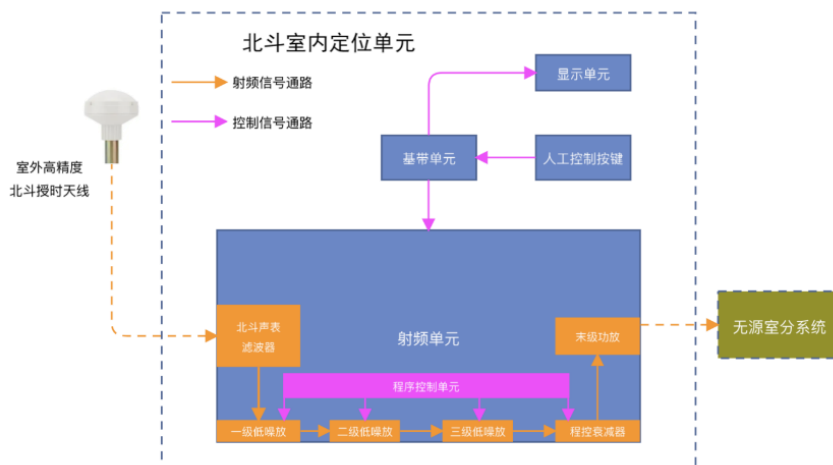 北斗室内定位单元
射频信号通路
控制信号通路
显示单元
基带单元
人工控制按键
室外高精度
北斗授时天线
北斗声表
滤波器
射频单元
末级功放
无源室分系统
程序控制单元
一级低噪放
二级低噪放
三级低噪放
程控衰减器